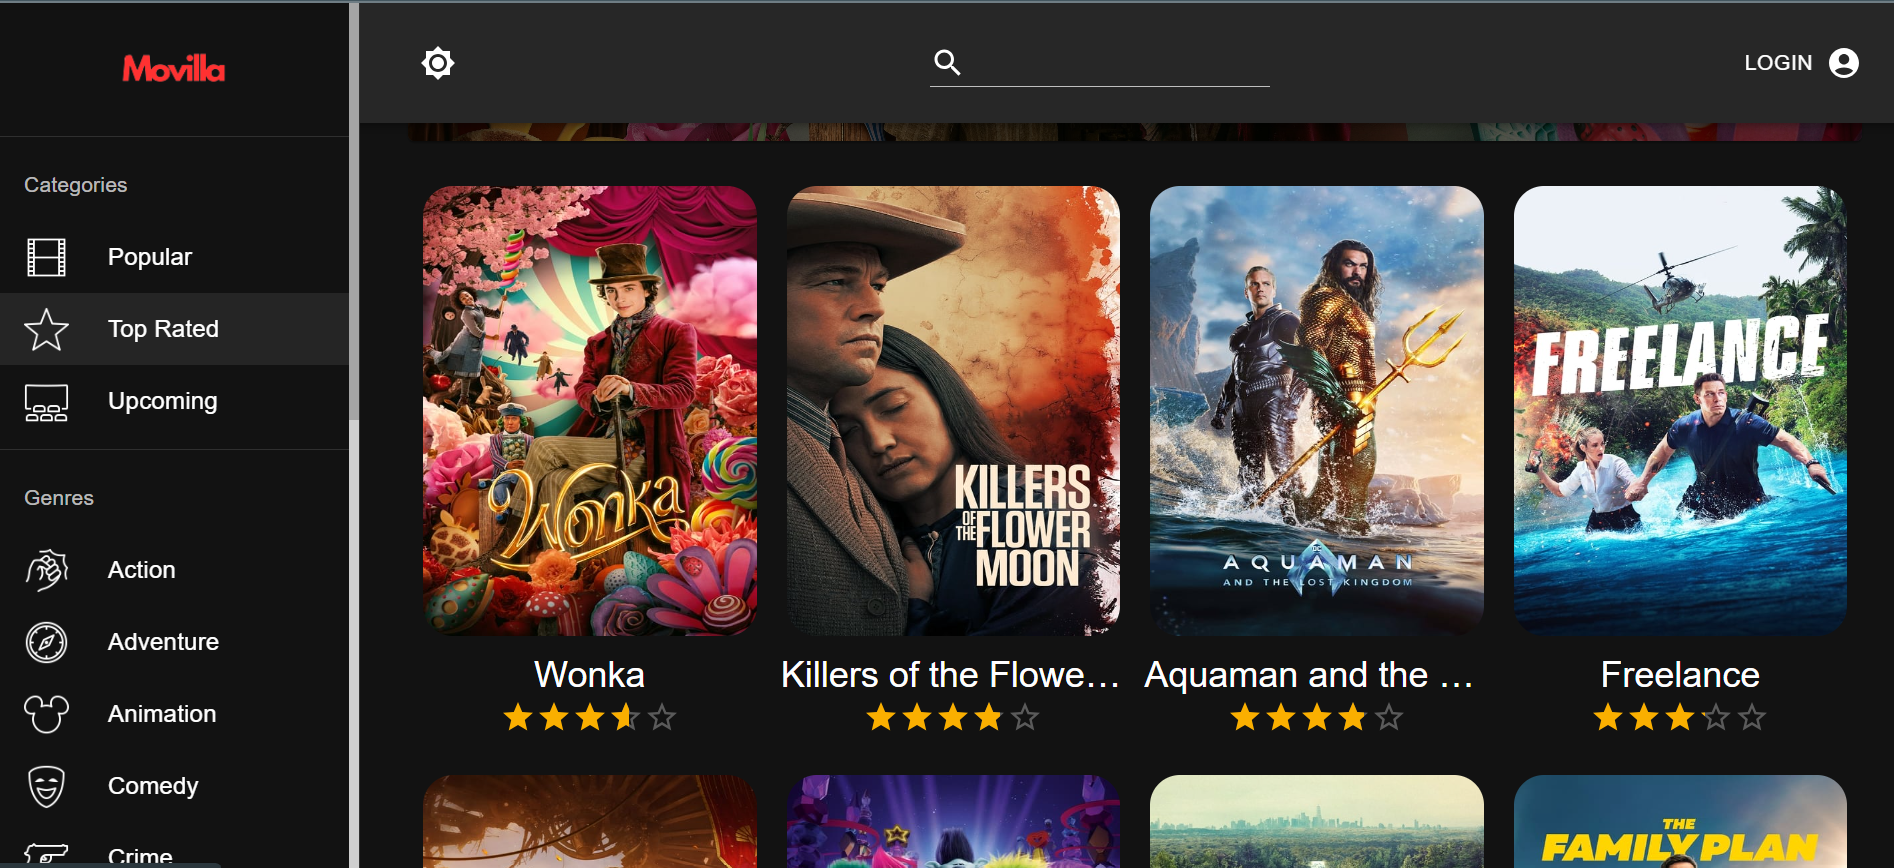 Movilla
LOGIN
Categories
Popular
Top Rated
Upcoming
Genres
Action
Adventure
Animation
Comedy
Crime
Wonka
KILLERS
OF THE FLOWER
MOON
AQUAMAN
AND THE LOST KINGDOM
FREELANCE
Wonka
Killers of the Flowe...
Aquaman and the ...
Freelance
THE
FAMILY PLAN